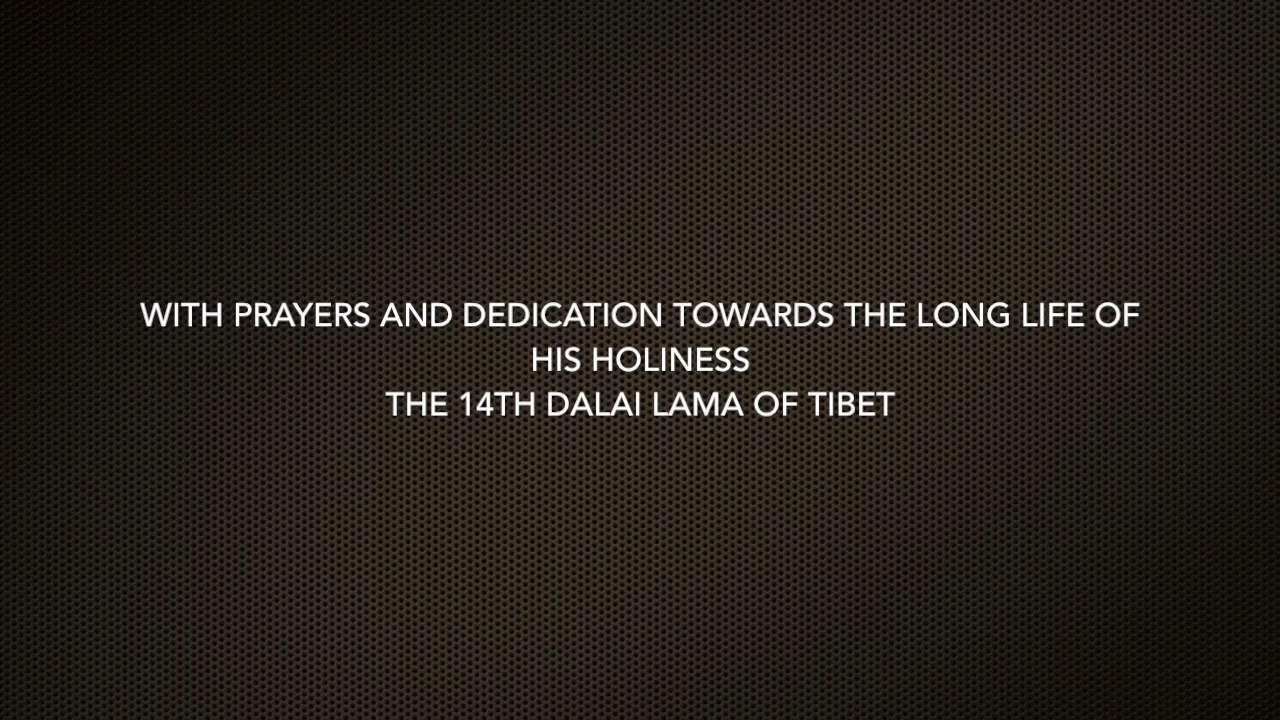 WITH PRAYERS AND DEDICATION TOWARDS THE LONG LIFE OF
HIS HOLINESS
THE 14TH DALAI LAMA OF TIBET